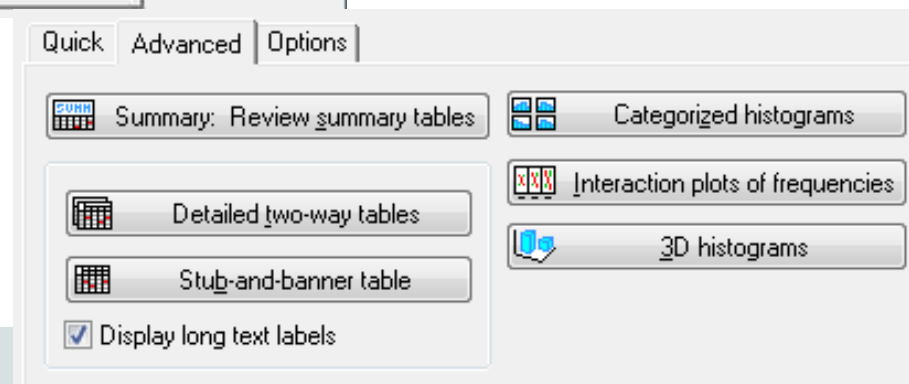 Quick Advanced Options
Summary: Review summary tables
Categorized histograms
Interaction plots of frequencies
Detailed two-way tables
3D histograms
Stub-and-banner table
Display long text labels